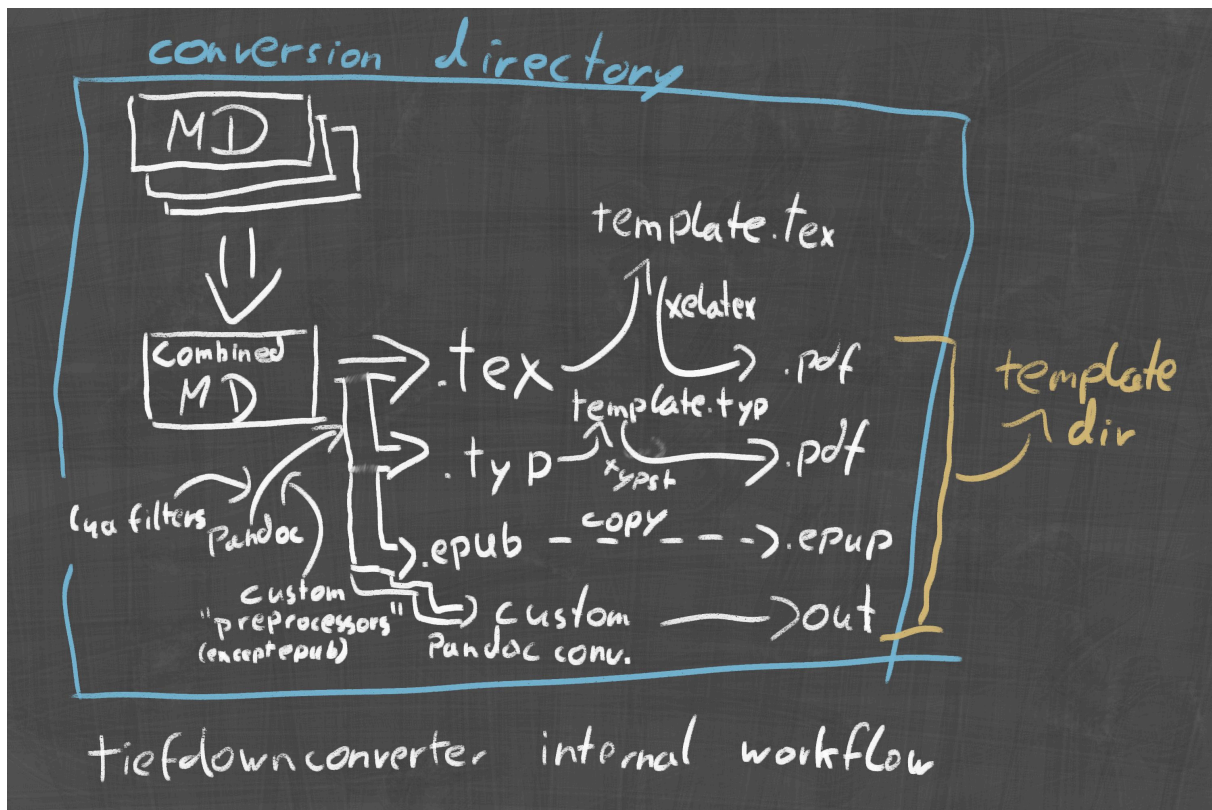 conversion directory
MD
template.tex
xelatex
Combined
MD
.tex
.pdf
template.typ
template
dir
.typ
typst
.pdf
lua filters
Pandoc
copy
.epub
.epup
custom
"preprocessors"
(except epub)
custom
Pandoc conv.
out
tiefdownconverter internal workflow